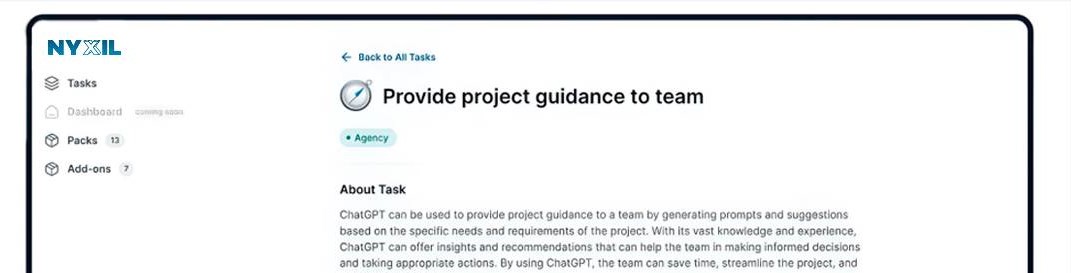 NYXIL
Tasks
Dashboard coming soon
Packs 13
Add-ons 7
Back to All Tasks
Provide project guidance to team
Agency
About Task
ChatGPT can be used to provide project guidance to a team by generating prompts and suggestions
based on the specific needs and requirements of the project. With its vast knowledge and experience,
ChatGPT can offer insights and recommendations that can help the team in making informed decisions
and taking appropriate actions. By using ChatGPT, the team can save time, streamline the project, and